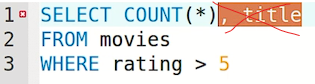 1 SELECT COUNT(*), title
2 FROM movies
3 WHERE rating > 5